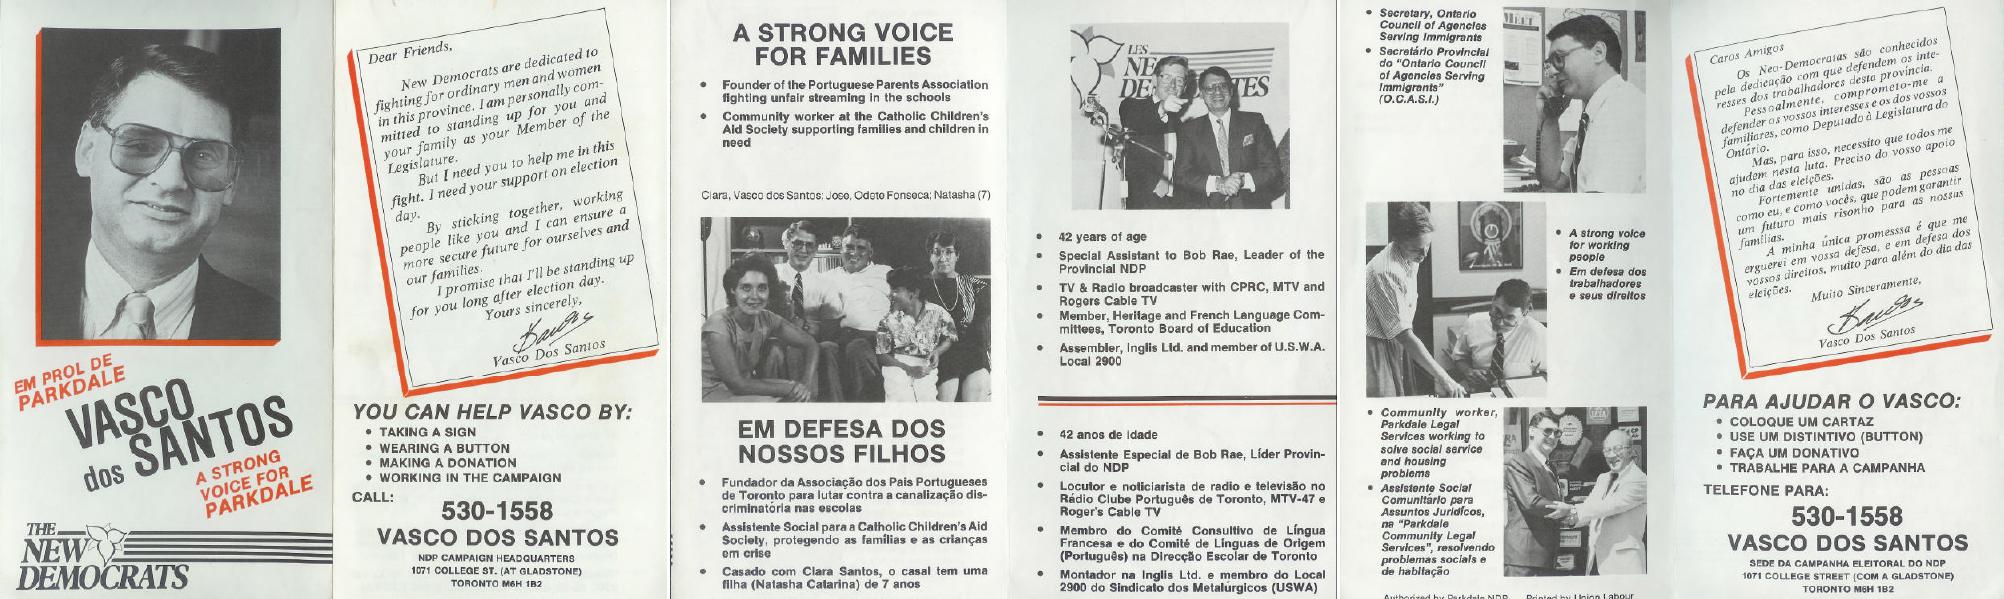 EM PROL DE
PARKDALE
VASCO
dos SANTOS
A STRONG
VOICE FOR
PARKDALE
THE
NEW
DEMOCRATS
Dear Friends,
New Democrats are dedicated to
fighting for ordinary men and women
in this province. I am personally com-
mitted to standing up for you and
your family as your Member of the
Legislature.
But I need you to help me in this
fight. I need your support on election
day.
By sticking together, working
people like you and I can ensure a
more secure future for ourselves and
our families.
I promise that I'll be standing up
for you long after election day.
Yours sincerely,
Vasco Dos Santos
YOU CAN HELP VASCO BY:
• TAKING A SIGN
• WEARING A BUTTON
• MAKING A DONATION
• WORKING IN THE CAMPAIGN
CALL:
530-1558
VASCO DOS SANTOS
NDP CAMPAIGN HEADQUARTERS
1071 COLLEGE ST. (AT GLADSTONE)
TORONTO M6H 1B2
A STRONG VOICE
FOR FAMILIES
• Founder of the Portuguese Parents Association
fighting unfair streaming in the schools
• Community worker at the Catholic Children's
Aid Society supporting families and children in
need
Clara, Vasco dos Santos; Jose, Odete Fonseca; Natasha (7)
EM DEFESA DOS
NOSSOS FILHOS
• Fundador da Associação dos Pais Portugueses
de Toronto para lutar contra a canalização dis-
criminatória nas escolas
• Assistente Social para a Catholic Children's Aid
Society, protegendo as famílias e as crianças
em crise
• Casado com Clara Santos, o casal tem uma
filha (Natasha Catarina) de 7 anos
LES
NE
DE
TES
• 42 years of age
• Special Assistant to Bob Rae, Leader of the
Provincial NDP
• TV & Radio broadcaster with CPRC, MTV and
Rogers Cable TV
• Member, Heritage and French Language Com-
mittees, Toronto Board of Education
• Assembler, Inglis Ltd. and member of U.S.W.A.
Local 2900
• 42 anos de idade
• Assistente Especial de Bob Rae, Líder Provin-
cial do NDP
• Locutor e noticiarista de radio e televisão no
Rádio Clube Português de Toronto, MTV-47 e
Roger's Cable TV
• Membro do Comité Consultivo de Língua
Francesa e do Comité de Línguas de Origem
(Português) na Direcção Escolar de Toronto
• Montador na Inglis Ltd. e membro do Local
2900 do Sindicato dos Metalúrgicos (USWA)
• Secretary, Ontario
Council of Agencies
Serving Immigrants
• Secretário Provincial
do "Ontario Council
of Agencies Serving
Immigrants"
(O.C.A.S.I.)
• A strong voice
for working
people
• Em defesa dos
trabalhadores
e seus direitos
• Community worker,
Parkdale Legal
Services working to
solve social service
and housing
problems
• Assistente Social
Comunitário para
Assuntos Jurídicos,
na "Parkdale
Community Legal
Services", resolvendo
problemas sociais e
de habitação
Authorized by Parkdale NDP Printed by Union Labour
Caros Amigos
Os Neo-Democratas são conhecidos
pela dedicação com que defendem os inte-
resses dos trabalhadores desta província.
Pessoalmente, comprometo-me a
defender os vossos interesses e os dos vossos
familiares, como Deputado à Legislatura do
Ontário.
Mas, para isso, necessito que todos me
ajudem nesta luta. Preciso do vosso apoio
no dia das eleições.
Fortemente unidas, são as pessoas
como eu, e como vocês, que podem garantir
um futuro mais risonho para as nossas
famílias.
A minha única promesssa é que me
erguerei em vossa defesa, e em defesa dos
vossos direitos, muito para além do dia das
eleições.
Muito Sinceramente,
Vasco Dos Santos
PARA AJUDAR O VASCO:
• COLOQUE UM CARTAZ
• USE UM DISTINTIVO (BUTTON)
• FAÇA UM DONATIVO
• TRABALHE PARA A CAMPANHA
TELEFONE PARA:
530-1558
VASCO DOS SANTOS
SEDE DA CAMPANHA ELEITORAL DO NDP
1071 COLLEGE STREET (COM A GLADSTONE)
TORONTO M6H 1B2